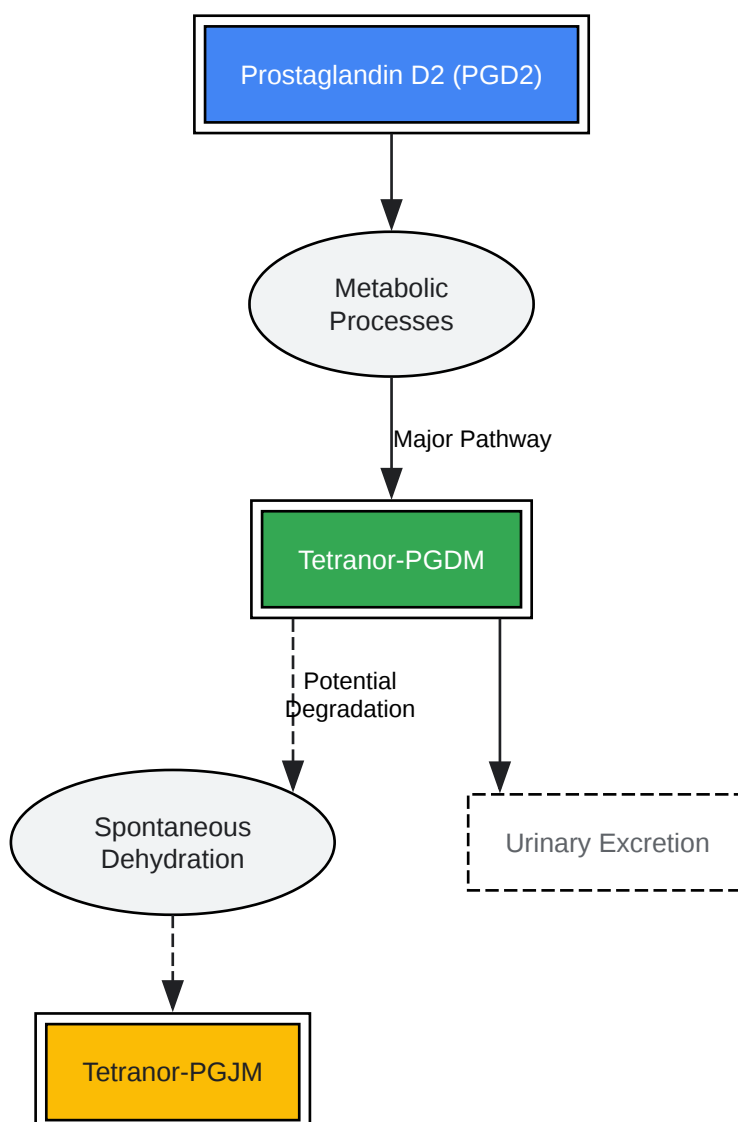 Prostaglandin D2 (PGD2)
Metabolic
Processes
Major Pathway
Tetranor-PGDM
Potential
Degradation
Spontaneous
Dehydration
Urinary Excretion
Tetranor-PGJM